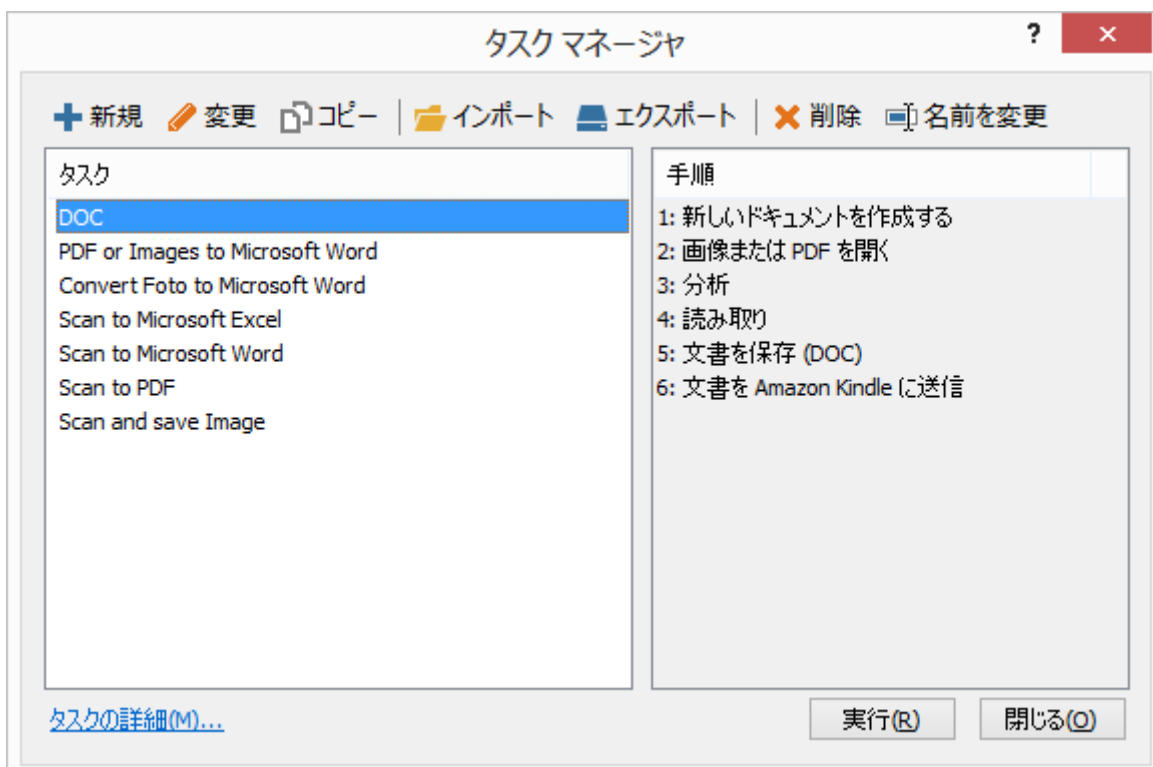 タスク マネージャ ? ×
新規 変更 コピー インポート エクスポート 削除 名前を変更
タスク
DOC
PDF or Images to Microsoft Word
Convert Foto to Microsoft Word
Scan to Microsoft Excel
Scan to Microsoft Word
Scan to PDF
Scan and save Image
手順
1: 新しいドキュメントを作成する
2: 画像または PDF を開く
3: 分析
4: 読み取り
5: 文書を保存 (DOC)
6: 文書を Amazon Kindle に送信
タスクの詳細(M)...
実行(R) 閉じる(O)